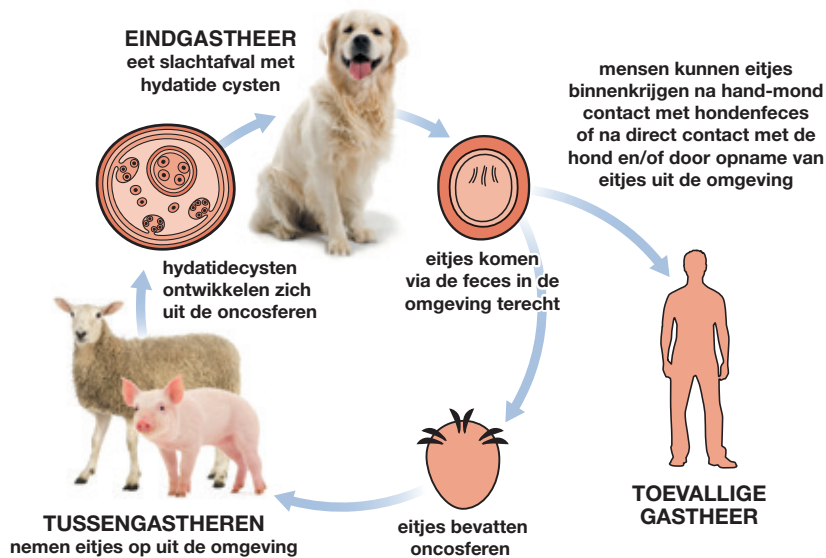 EINDGASTHEER
eet slachtafval met
hydatide cysten
mensen kunnen eitjes
binnenkrijgen na hand-mond
contact met hondenfeces
of na direct contact met de
hond en/of door opname van
eitjes uit de omgeving
eitjes komen
via de feces in de
omgeving terecht
hydatidecysten
ontwikkelen zich
uit de oncosferen
TOEVALLIGE
GASTHEER
eitjes bevatten
oncosferen
TUSSENGASTHEREN
nemen eitjes op uit de omgeving